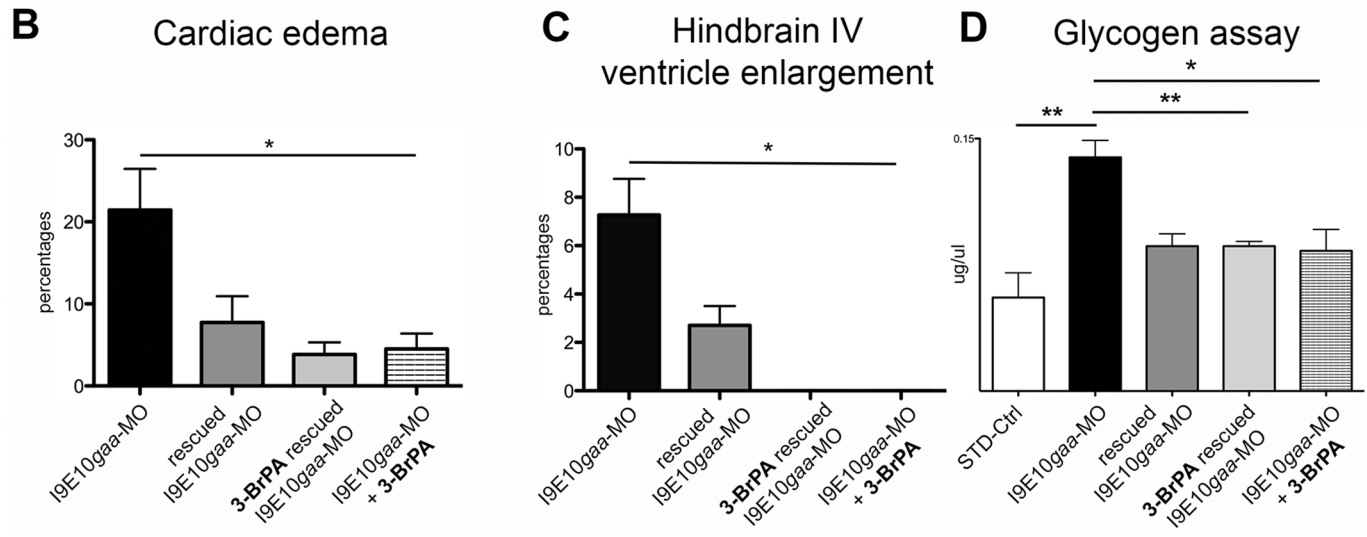 B
Cardiac edema
30
20
10
0
percentages
*
I9E10gaa-MO
rescued
I9E10gaa-MO
3-BrPA rescued
I9E10gaa-MO
I9E10gaa-MO
+ 3-BrPA
C
Hindbrain IV
ventricle enlargement
10
8
6
4
2
0
percentages
*
I9E10gaa-MO
rescued
I9E10gaa-MO
3-BrPA rescued
I9E10gaa-MO
I9E10gaa-MO
+ 3-BrPA
D
Glycogen assay
*
**
**
0.15
ug/ul
STD-Ctrl
I9E10gaa-MO
rescued
I9E10gaa-MO
3-BrPA rescued
I9E10gaa-MO
I9E10gaa-MO
+ 3-BrPA